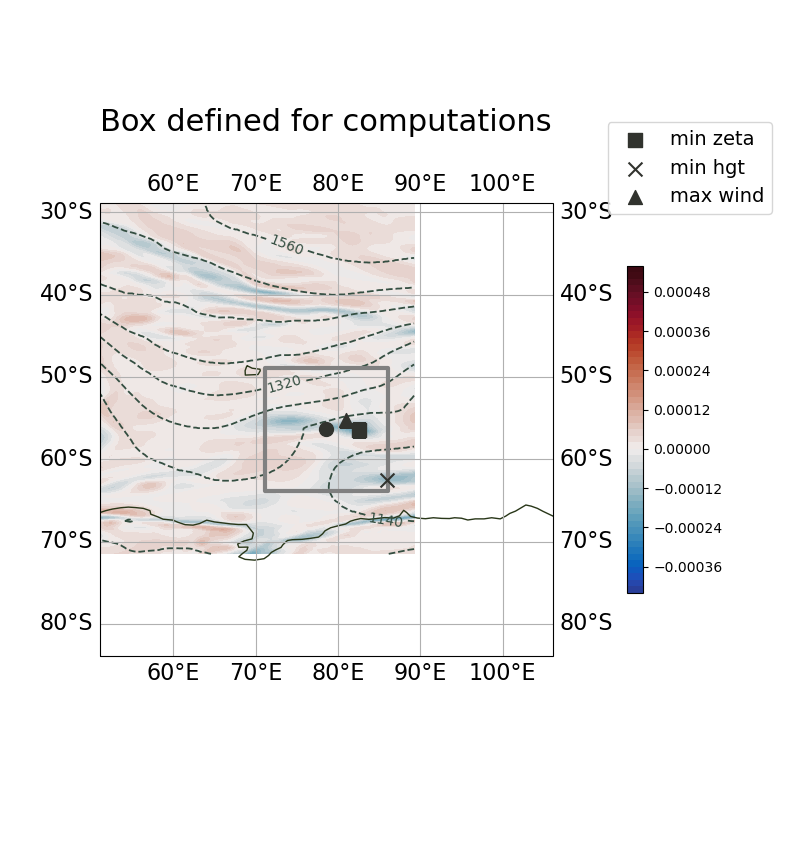 Box defined for computations
min zeta
min hgt
max wind
60°E 70°E 80°E 90°E 100°E
30°S 30°S
1560
40°S 40°S
50°S 50°S
1320
60°S 60°S
1140
70°S 70°S
80°S 80°S
60°E 70°E 80°E 90°E 100°E
0.00048
0.00036
0.00024
0.00012
0.00000
−0.00012
−0.00024
−0.00036